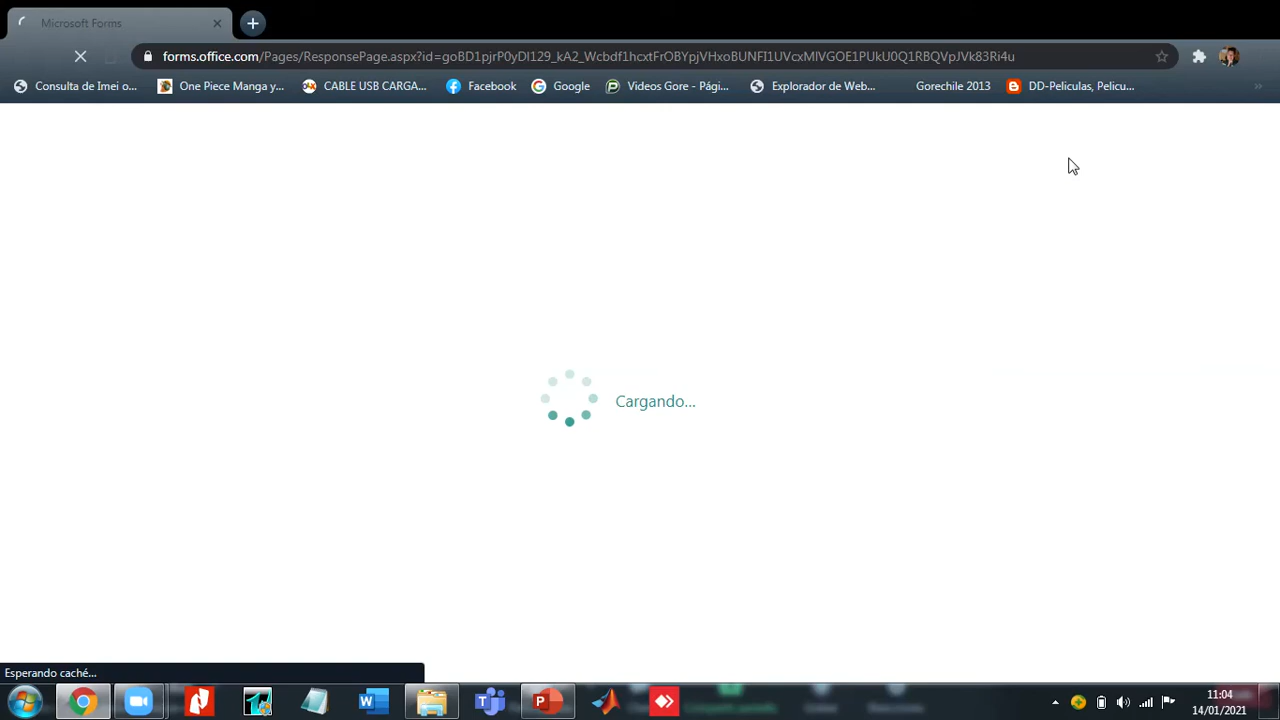 Microsoft Forms
forms.office.com/Pages/ResponsePage.aspx?id=goBD1pjrP0yDI129_kA2_Wcbdf1hcxtFrOBYpjVHxoBUNFI1UVcxMlVGOE1PUkU0Q1RBQVpJVk83Ri4u
Consulta de Imei o...
One Piece Manga y...
CABLE USB CARGA...
Facebook
Google
Videos Gore - Pági...
Explorador de Web...
Gorechile 2013
DD-Peliculas, Pelicu...
Cargando...
Esperando caché...
11:04
14/01/2021